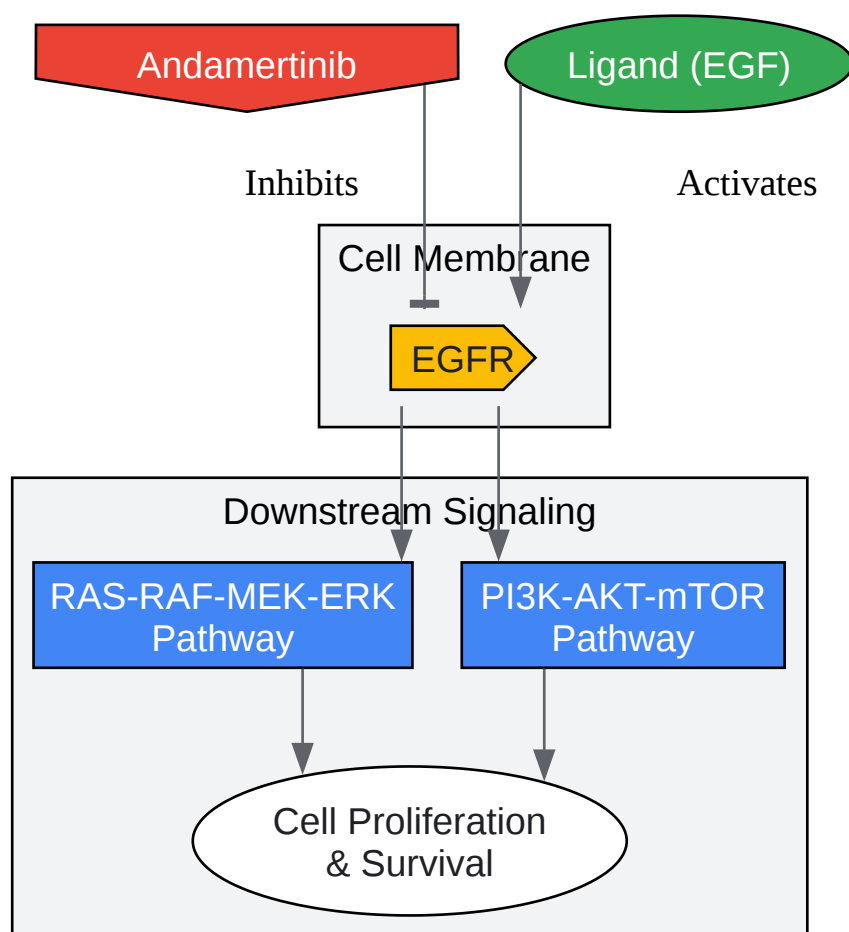 Andamertinib
Ligand (EGF)
Inhibits
Activates
Cell Membrane
EGFR
Downstream Signaling
RAS-RAF-MEK-ERK
Pathway
PI3K-AKT-mTOR
Pathway
Cell Proliferation
& Survival